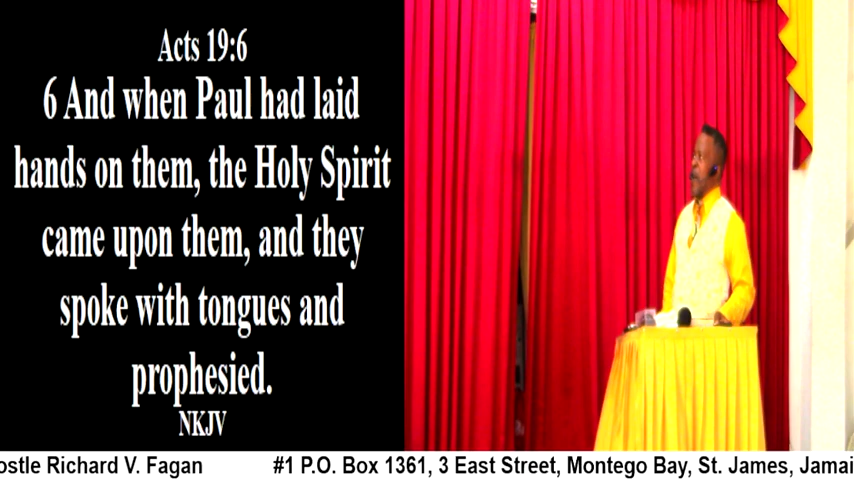 Acts 19:6
6 And when Paul had laid
hands on them, the Holy Spirit
came upon them, and they
spoke with tongues and
prophesied.
NKJV
ostle Richard V. Fagan #1 P.O. Box 1361, 3 East Street, Montego Bay, St. James, Jamai